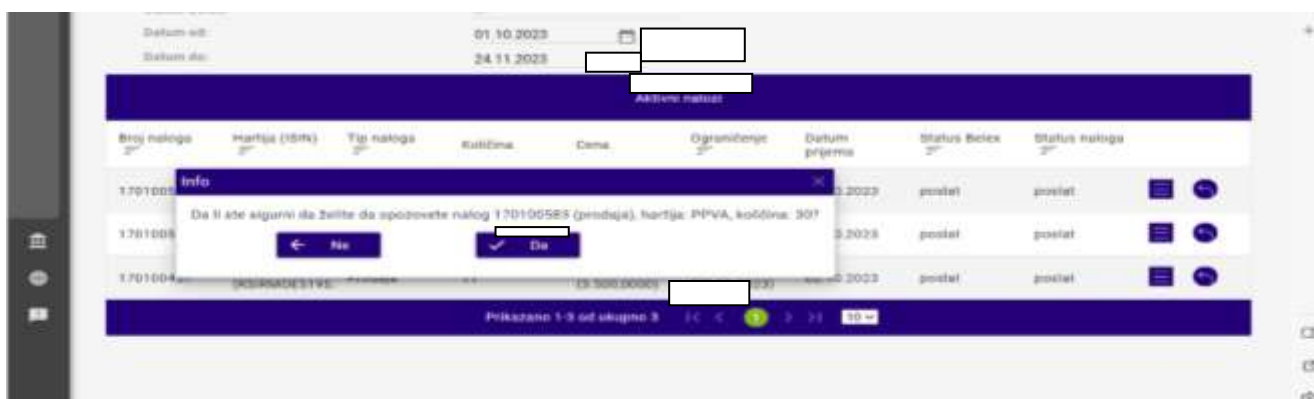 Datum od:
01.10.2023
Datum do:
24.11.2023
Aktivni nalozi
Broj naloga Hartija (ISIN) Tip naloga Količina Cena Ograničenje Datum prijema Status Belex Status naloga
Info
Da li ste sigurni da želite da opozovete nalog 170100583 (prodaja), hartija: PPVA, količina: 30?
Ne Da
poslat poslat
poslat poslat
poslat poslat
Prikazano 1-3 od ukupno 3 1 10